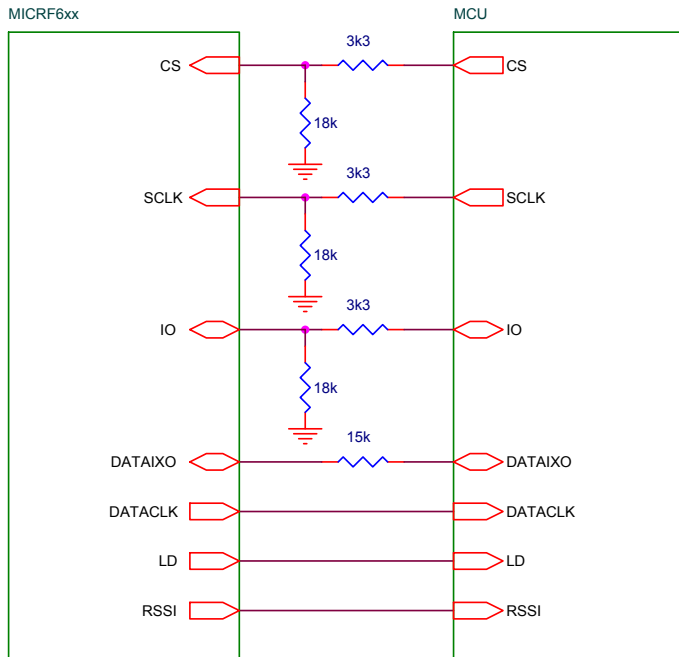 MICRF6xx MCU
3k3
CS CS
18k
3k3
SCLK SCLK
18k
3k3
IO IO
18k
15k
DATAIXO DATAIXO
DATACLK DATACLK
LD LD
RSSI RSSI